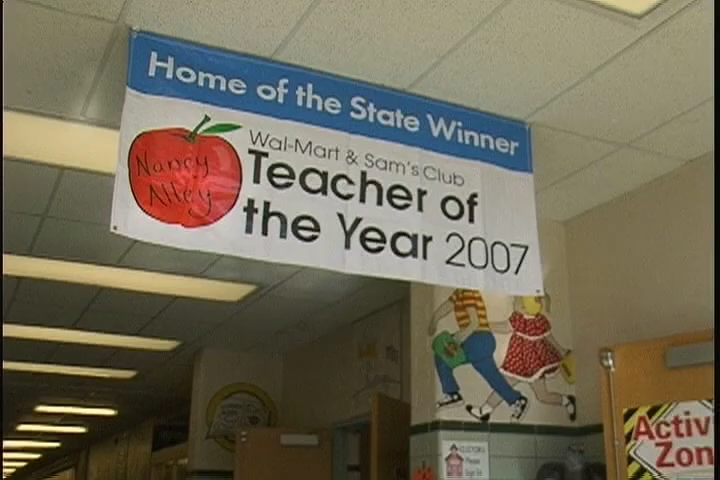 Home of the State Winner
Nancy
Alley
Wal-Mart & Sam's Club
Teacher of
the Year 2007
Activ
Zon